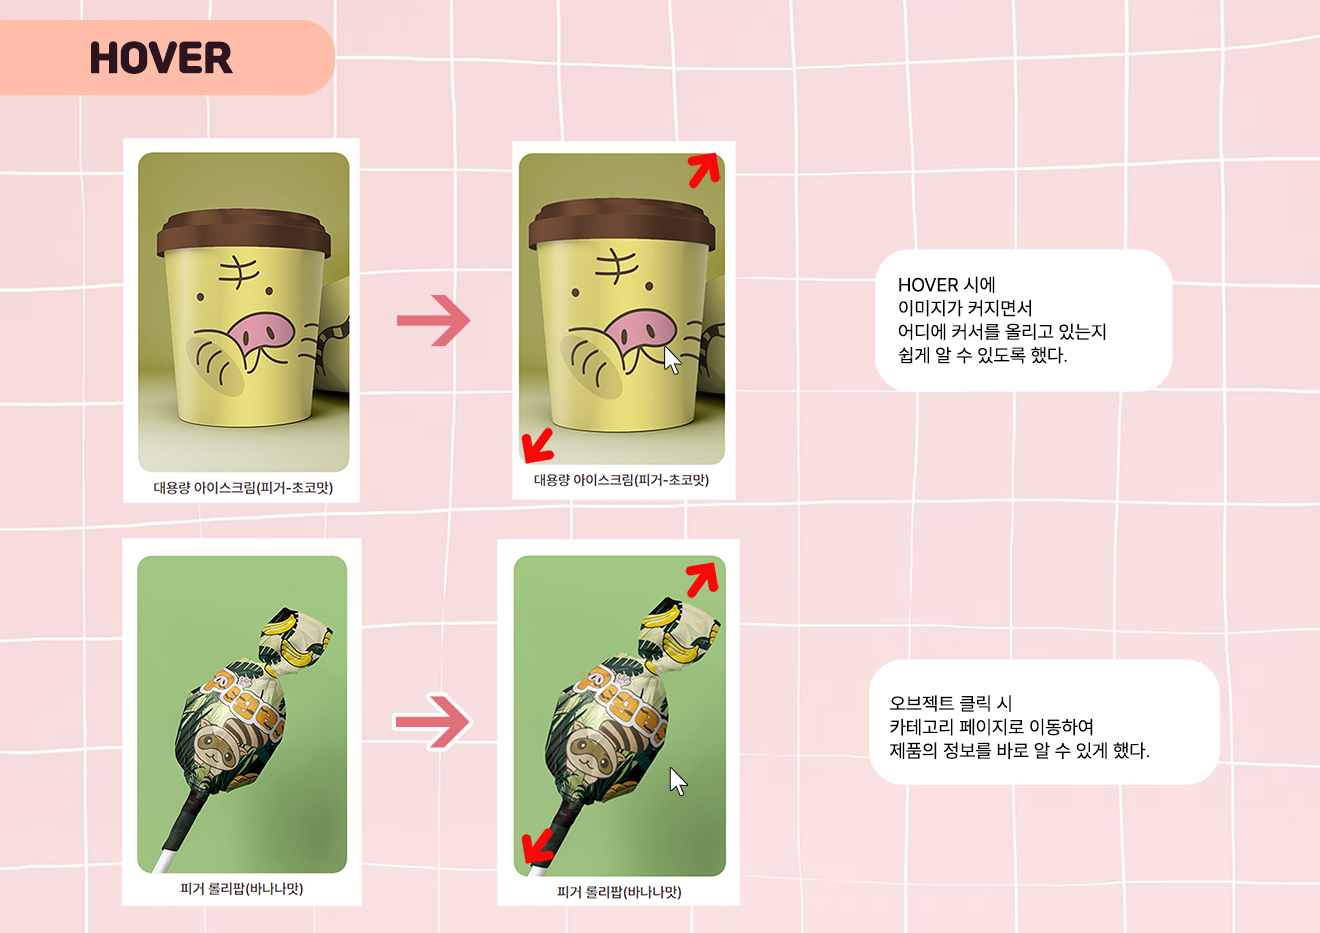 HOVER
대용량 아이스크림(피거-초코맛)
대용량 아이스크림(피거-초코맛)
HOVER 시에
이미지가 커지면서
어디에 커서를 올리고 있는지
쉽게 알 수 있도록 했다.
피거 롤리팝(바나나맛)
피거 롤리팝(바나나맛)
오브젝트 클릭 시
카테고리 페이지로 이동하여
제품의 정보를 바로 알 수 있게 했다.